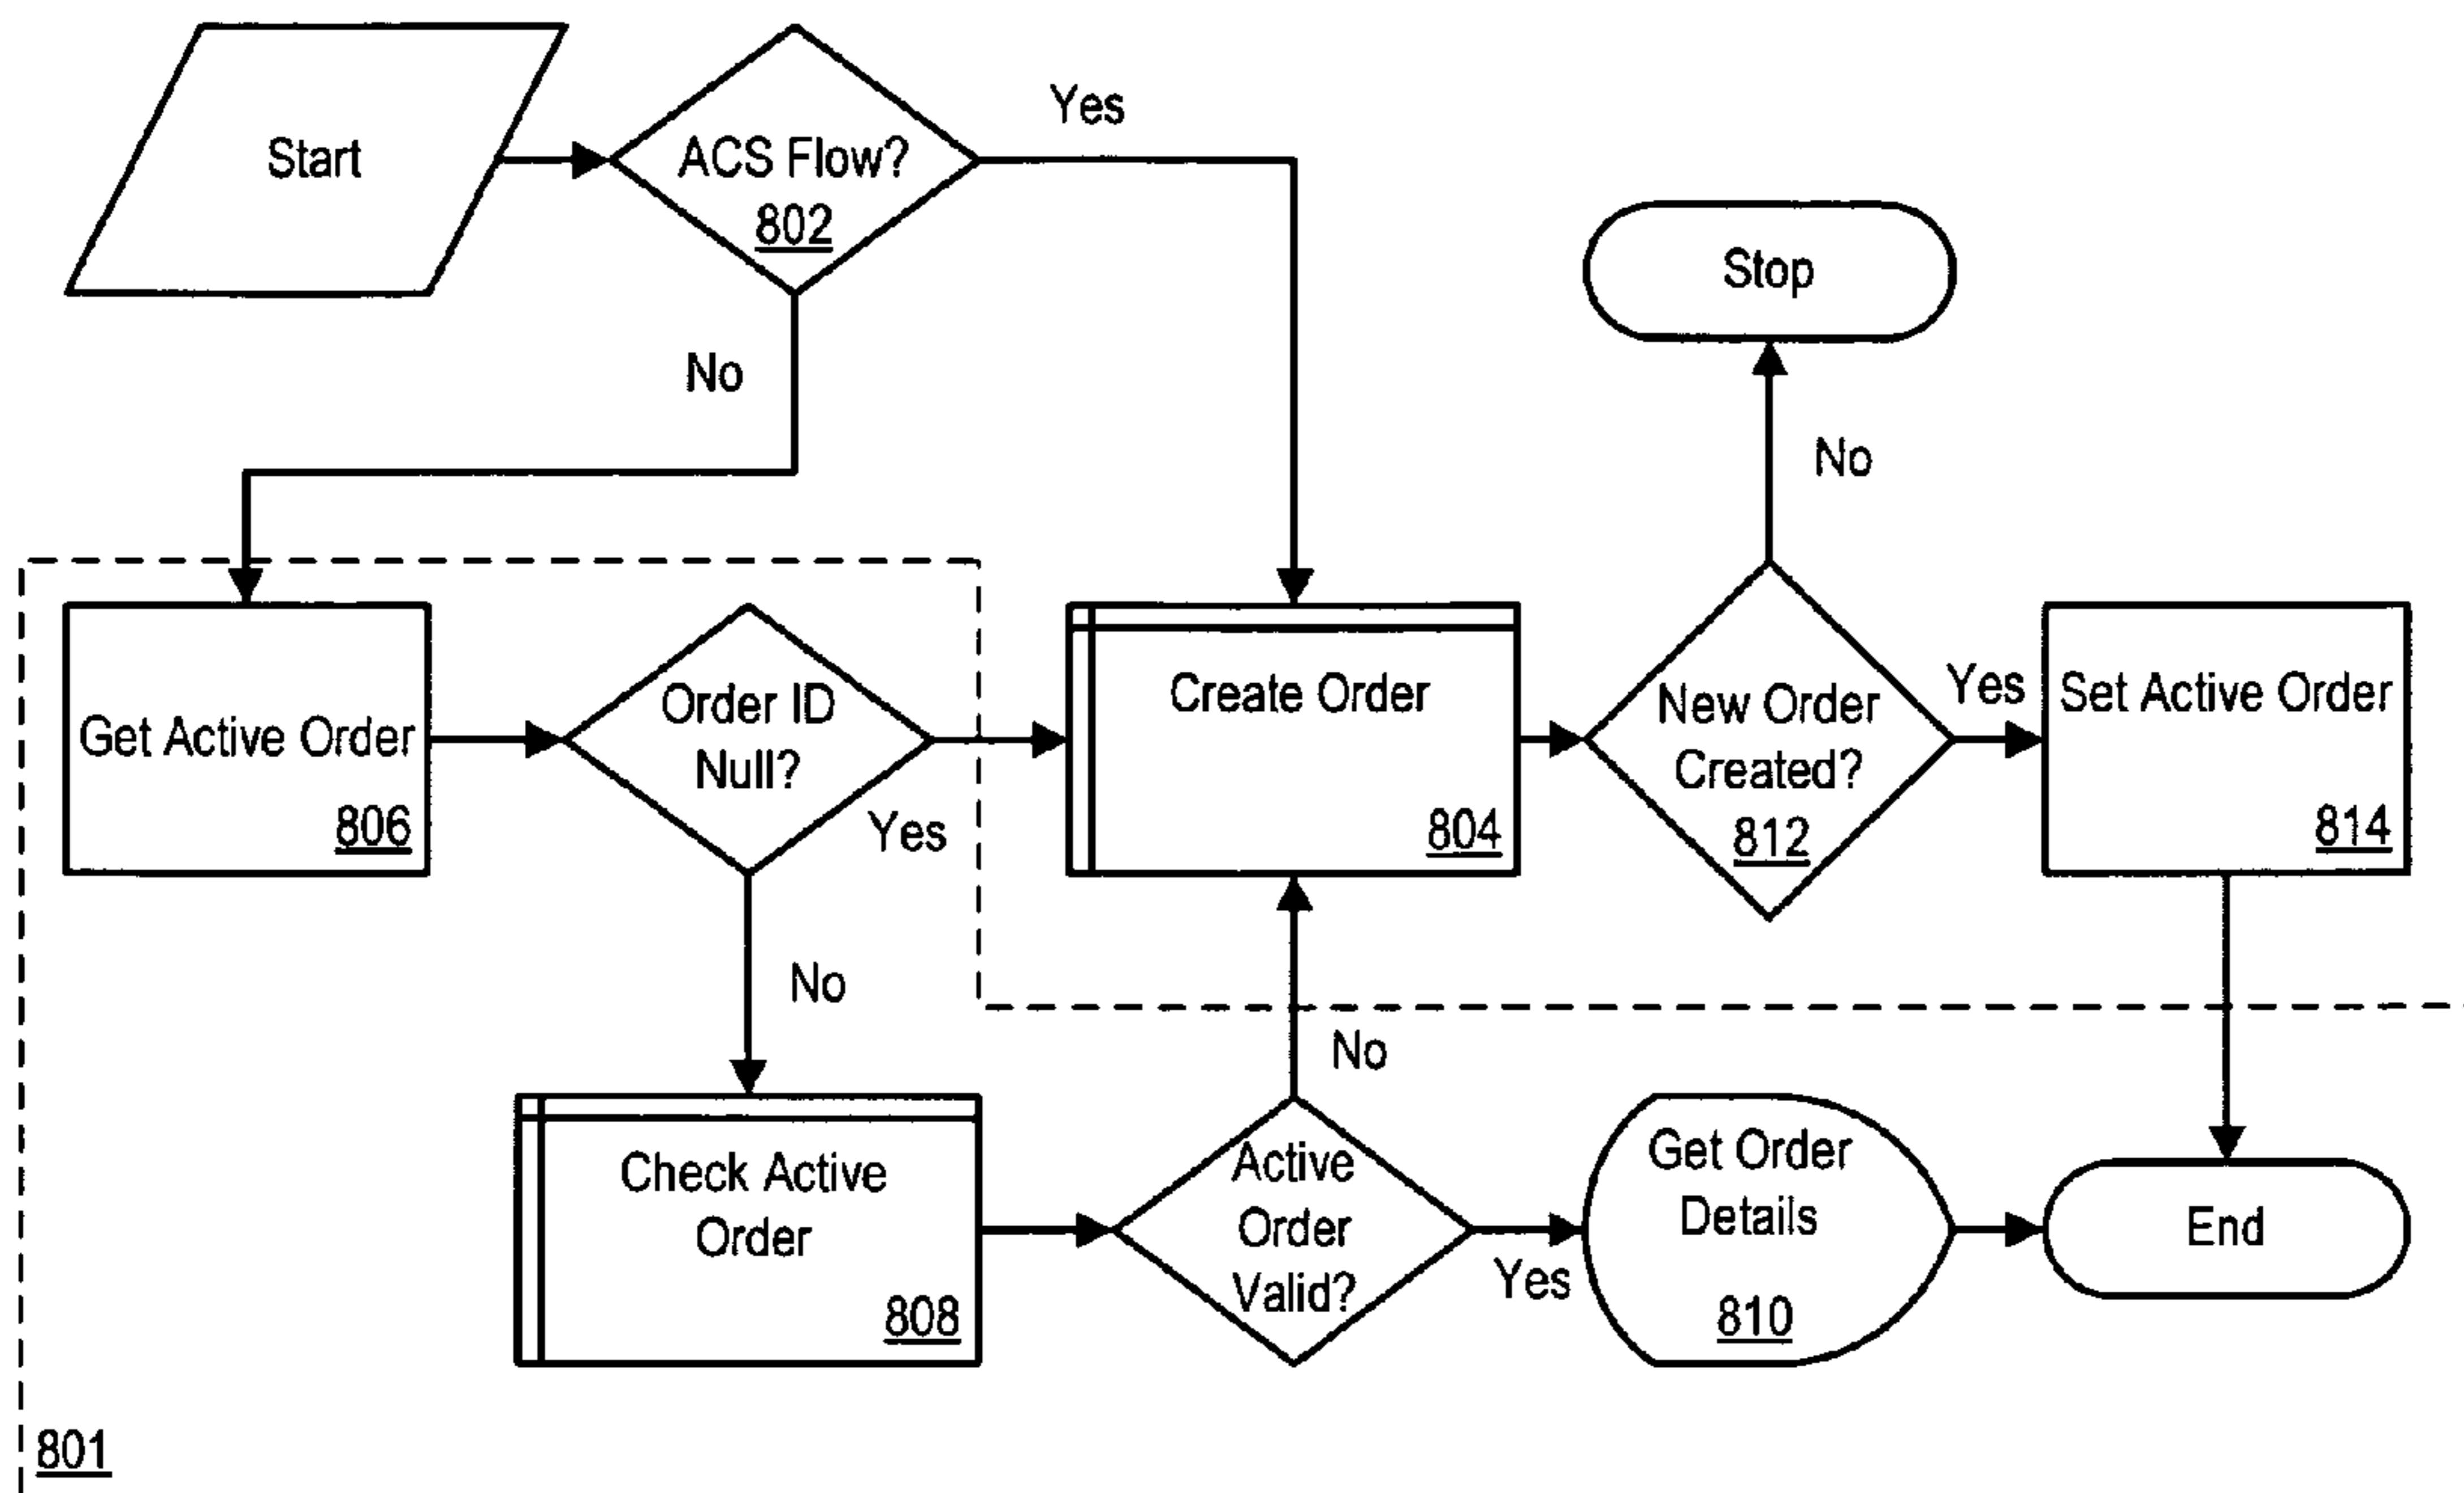 Start
ACS Flow?
802
Yes
No
Stop
No
Get Active Order
806
Order ID
Null?
Yes
No
Create Order
804
New Order
Created?
812
Yes
Set Active Order
814
Check Active
Order
808
No
Active
Order
Valid?
Yes
Get Order
Details
810
End
801